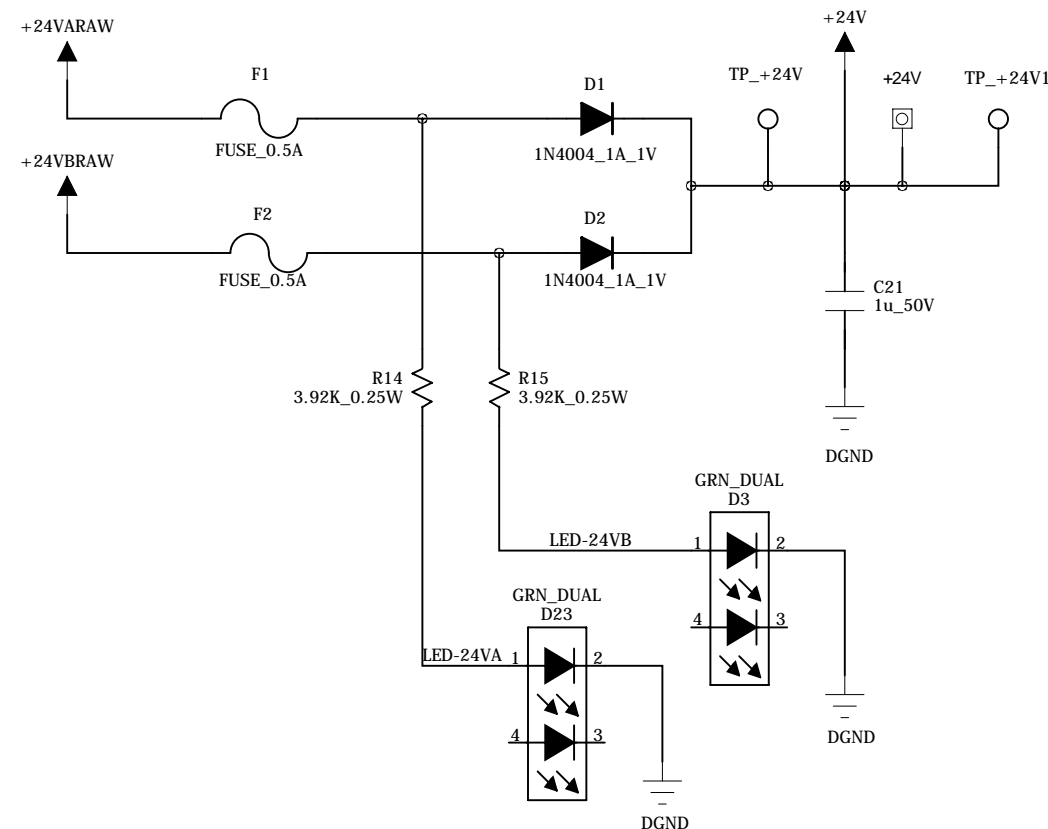 +24VARAW
F1
FUSE_0.5A
D1
1N4004_1A_1V
+24V
TP_+24V
+24V
TP_+24V1
+24VBRAW
F2
FUSE_0.5A
D2
1N4004_1A_1V
C21
1u_50V
DGND
R14
3.92K_0.25W
R15
3.92K_0.25W
GRN_DUAL
D3
LED-24VB
1
2
4
3
DGND
GRN_DUAL
D23
LED-24VA
1
2
4
3
DGND